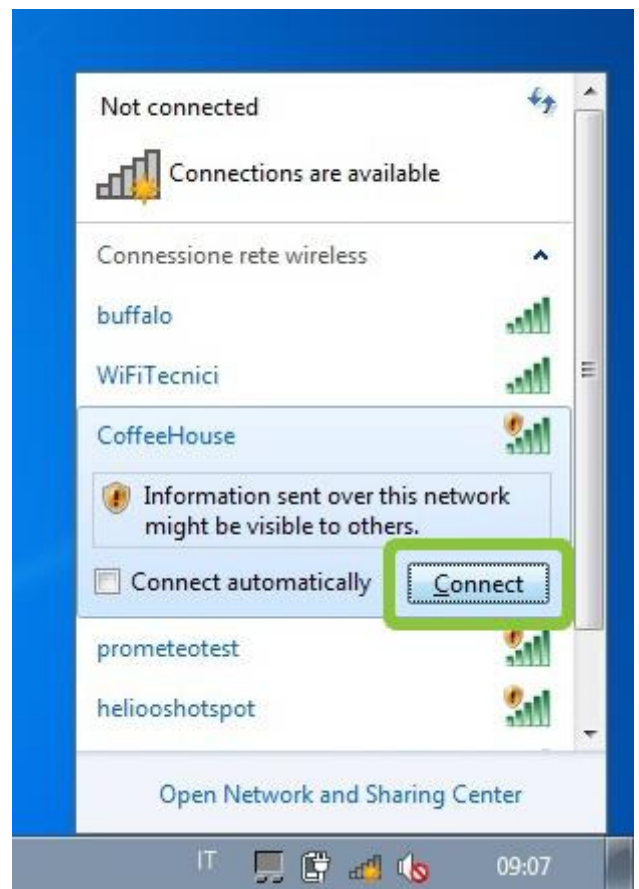 Not connected
Connections are available
Connessione rete wireless
buffalo
WiFiTecnici
CoffeeHouse
Information sent over this network
might be visible to others.
Connect automatically
Connect
prometeotest
heliooshotspot
Open Network and Sharing Center
IT
09:07